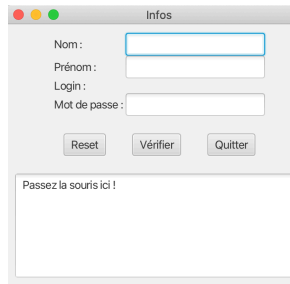 Infos
Nom :
Prénom :
Login :
Mot de passe :
Reset Vérifier Quitter
Passez la souris ici !